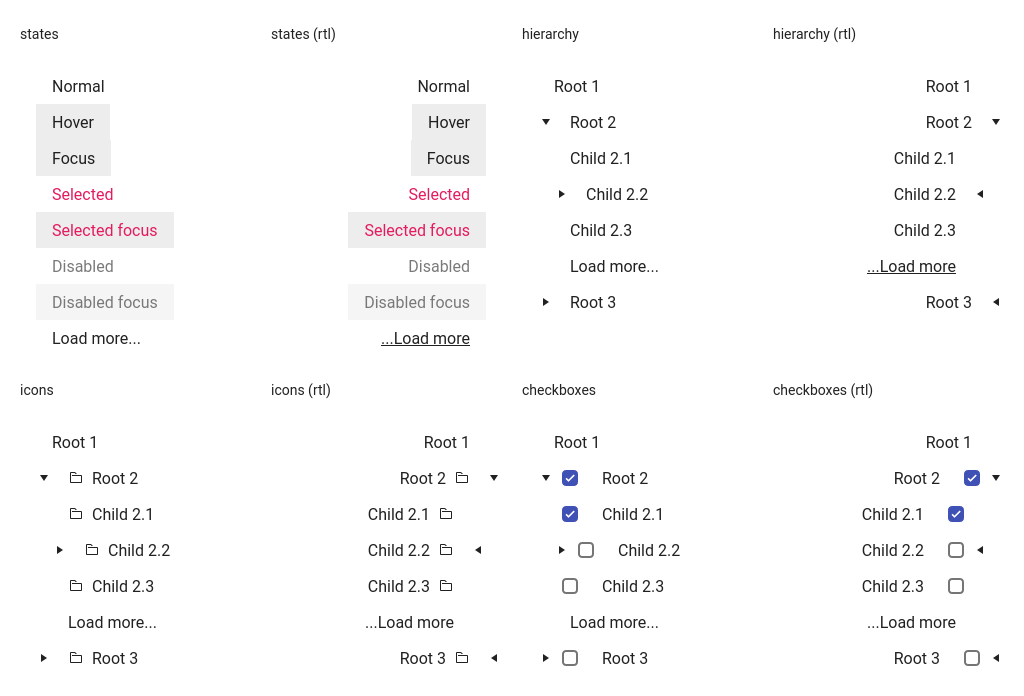 states
Normal
Hover
Focus
Selected
Selected focus
Disabled
Disabled focus
Load more...
states (rtl)
Normal
Hover
Focus
Selected
Selected focus
Disabled
Disabled focus
...Load more
hierarchy
Root 1
Root 2
Child 2.1
Child 2.2
Child 2.3
Load more...
Root 3
hierarchy (rtl)
Root 1
Root 2
Child 2.1
Child 2.2
Child 2.3
...Load more
Root 3
icons
Root 1
Root 2
Child 2.1
Child 2.2
Child 2.3
Load more...
Root 3
icons (rtl)
Root 1
Root 2
Child 2.1
Child 2.2
Child 2.3
...Load more
Root 3
checkboxes
Root 1
Root 2
Child 2.1
Child 2.2
Child 2.3
Load more...
Root 3
checkboxes (rtl)
Root 1
Root 2
Child 2.1
Child 2.2
Child 2.3
...Load more
Root 3